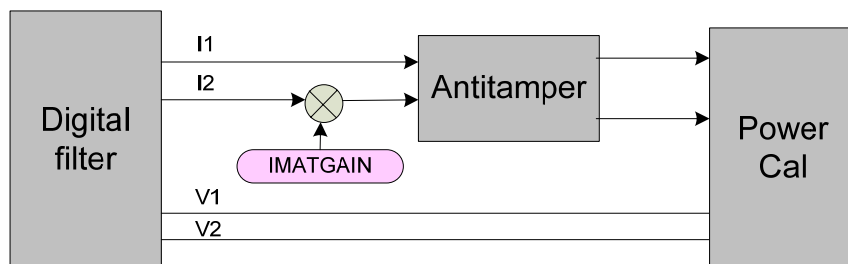 I1
I2
Digital
filter
IMATGAIN
Antitamper
Power
Cal
V1
V2